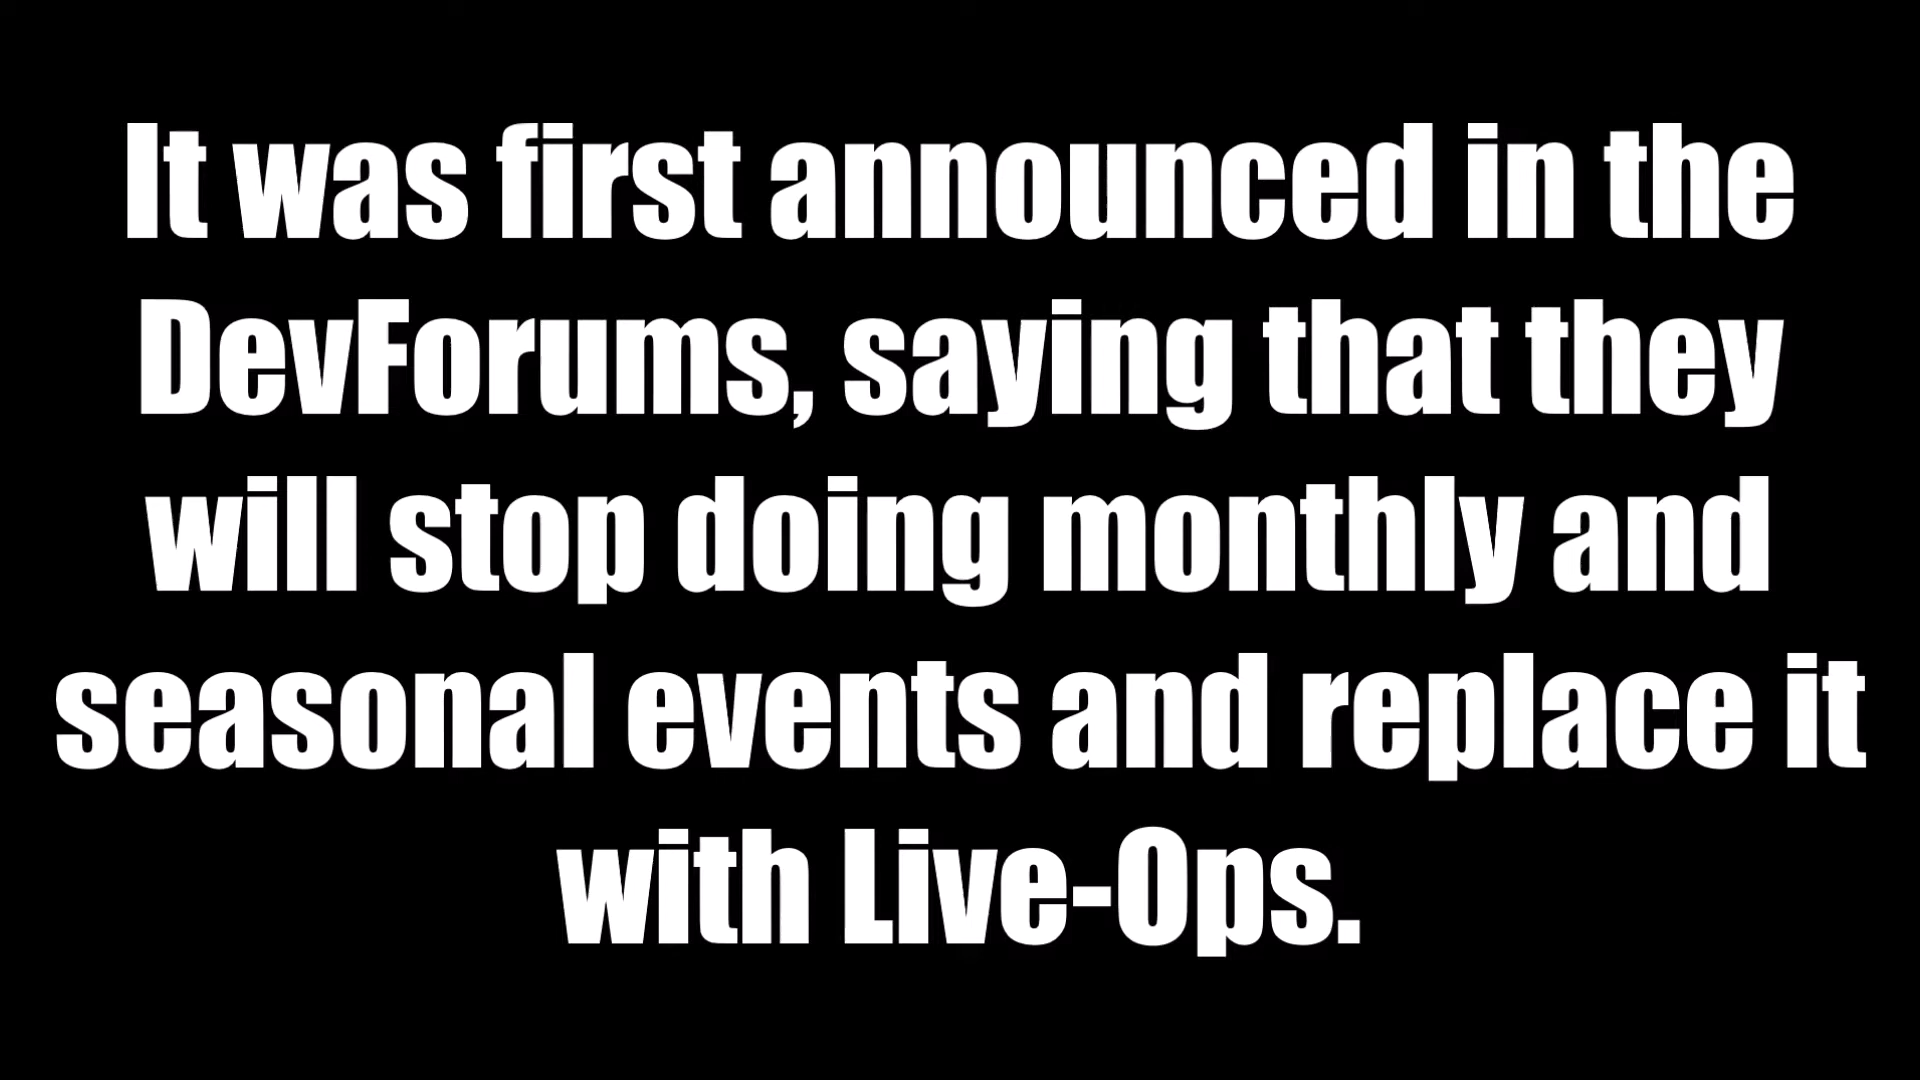 It was first announced in the
DevForums, saying that they
will stop doing monthly and
seasonal events and replace it
with Live-Ops.